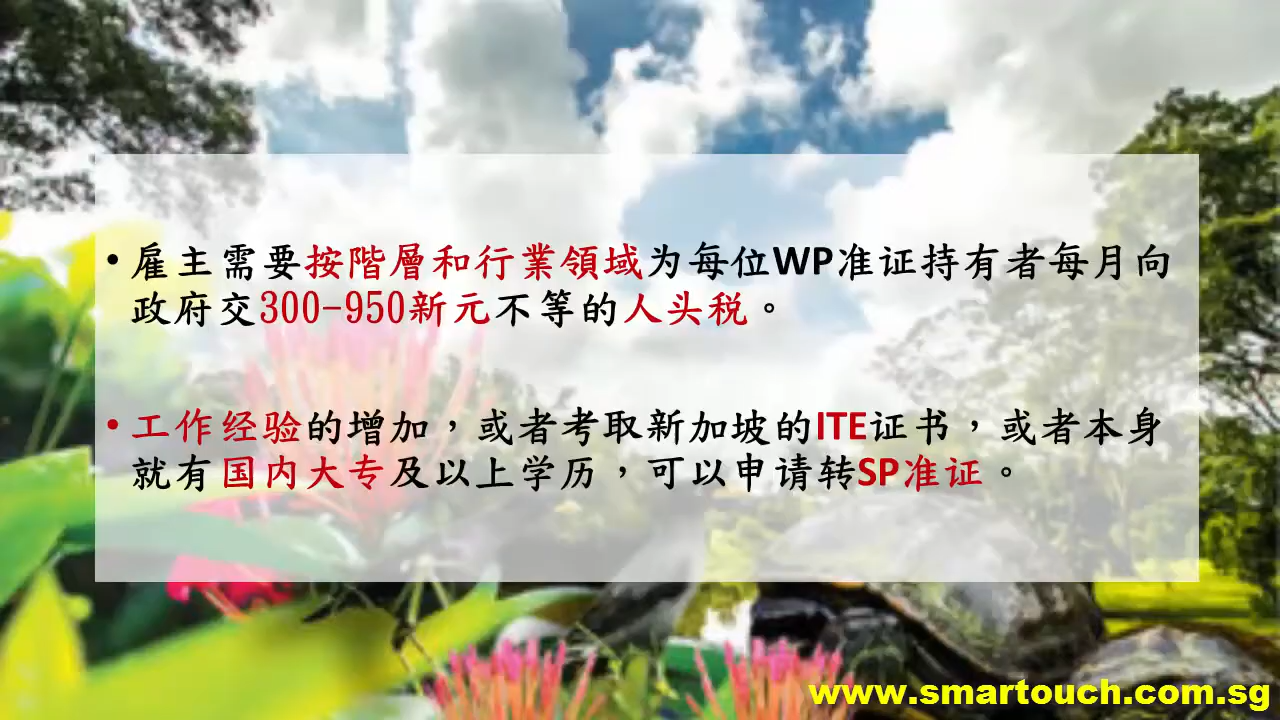 • 雇主需要按階層和行業領域为每位WP准证持有者每月向
政府交300-950新元不等的人头税。
• 工作经验的增加，或者考取新加坡的ITE证书，或者本身
就有国内大专及以上学历，可以申请转SP准证。
www.smartouch.com.sg